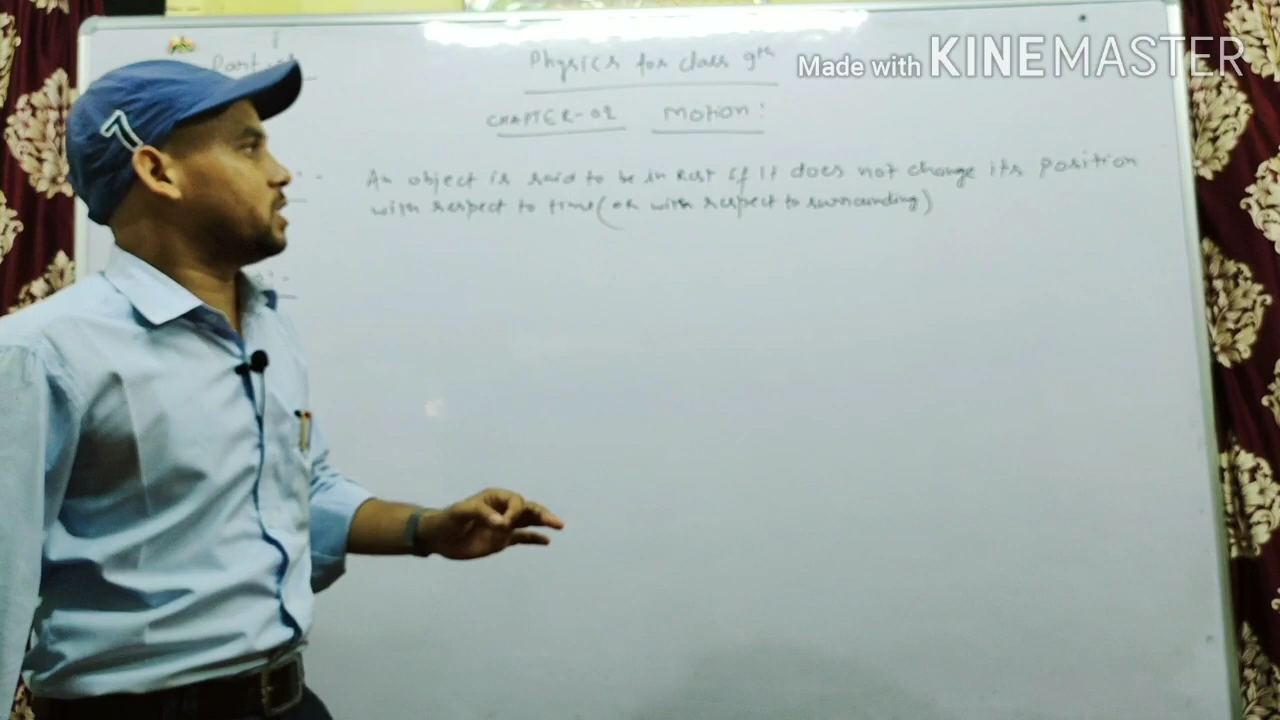 Physics for class 9th
Made with KINEMASTER
CHAPTER-02 Motion:
An object is said to be in Rest if it does not change its position
with respect to time (or with respect to surrounding)
7